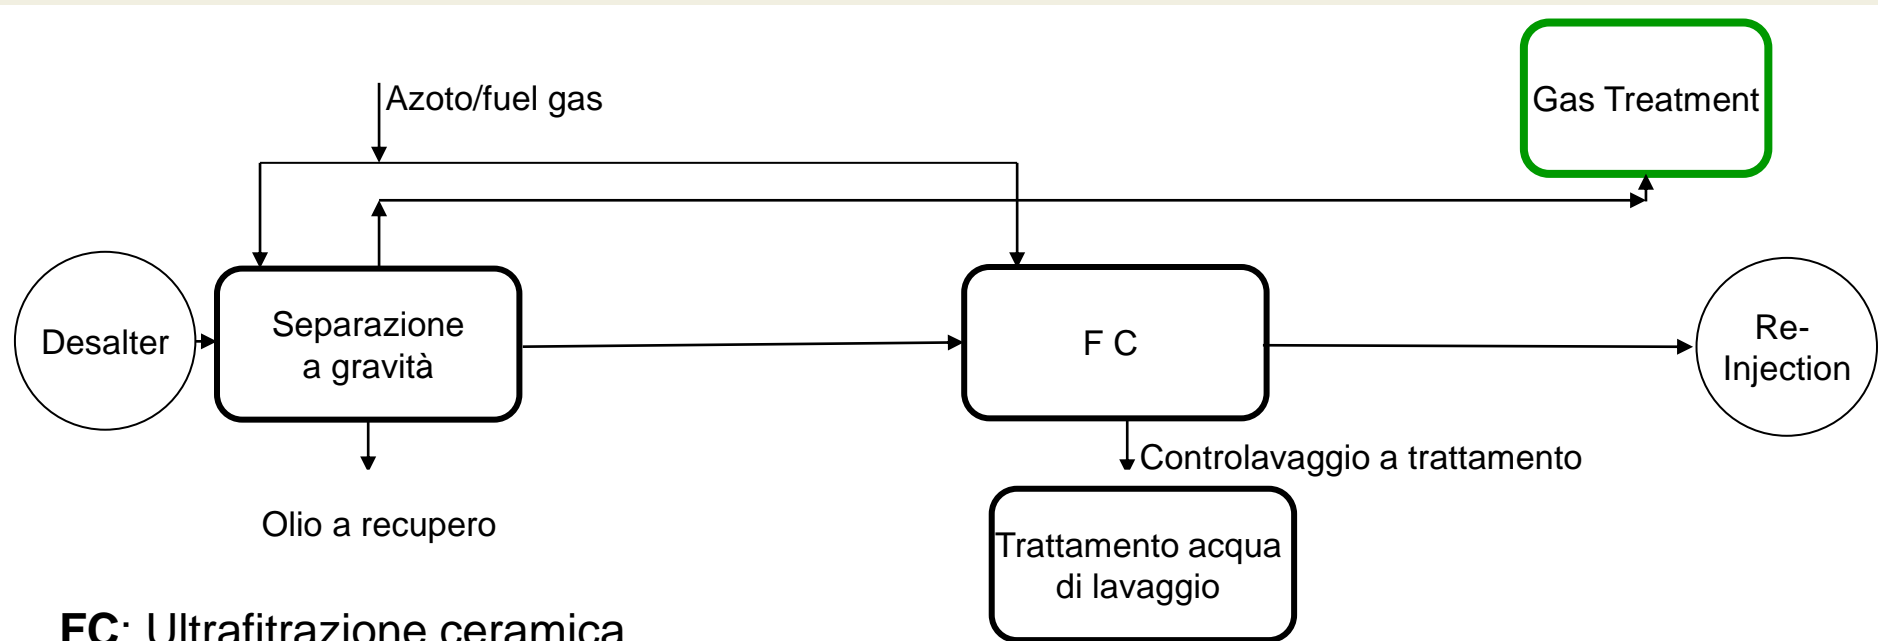 Gas Treatment
Azoto/fuel gas
Desalter
Separazione
a gravità
F C
Re-
Injection
Controlavaggio a trattamento
Olio a recupero
Trattamento acqua
di lavaggio
FC: Ultrafitrazione ceramica